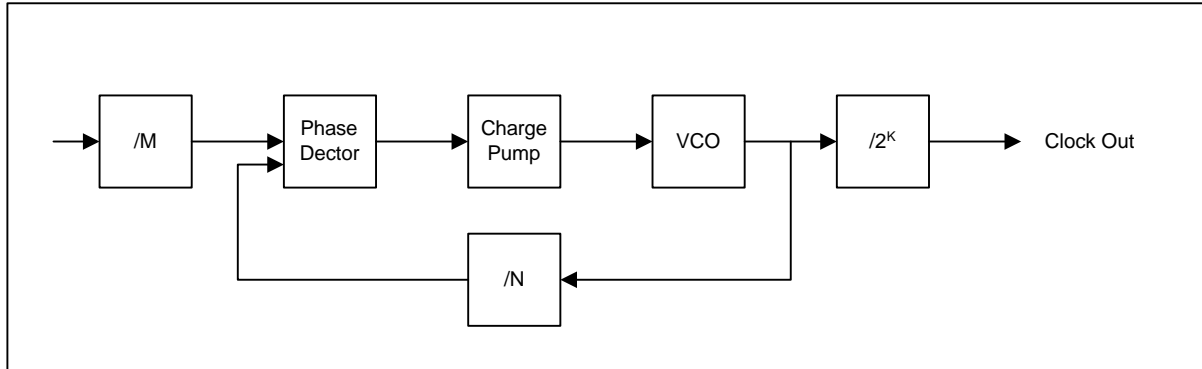 /M
Phase
Dector
Charge
Pump
VCO
/2ᴷ
Clock Out
/N